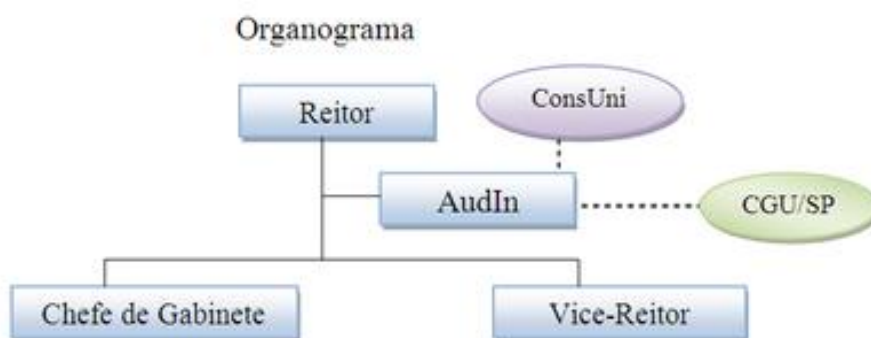 Organograma
Reitor
ConsUni
AudIn
CGU/SP
Chefe de Gabinete
Vice-Reitor